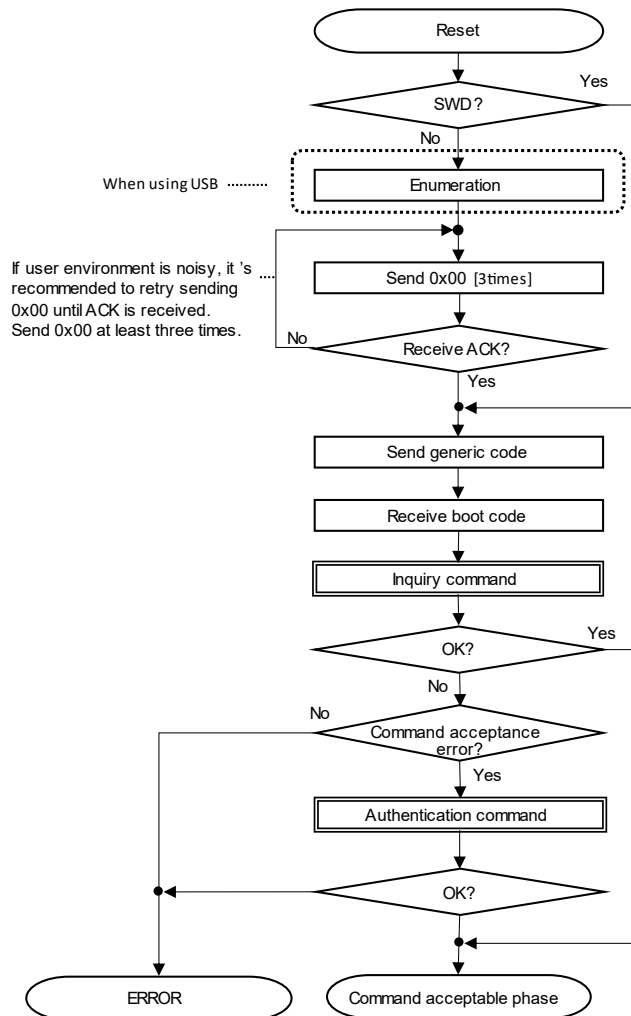 Reset
Yes
SWD?
No
When using USB
Enumeration
If user environment is noisy, it 's
recommended to retry sending
0x00 until ACK is received.
Send 0x00 at least three times.
Send 0x00 [3times]
No
Receive ACK?
Yes
Send generic code
Receive boot code
Inquiry command
Yes
OK?
No
No
Command acceptance
error?
Yes
Authentication command
OK?
ERROR
Command acceptable phase